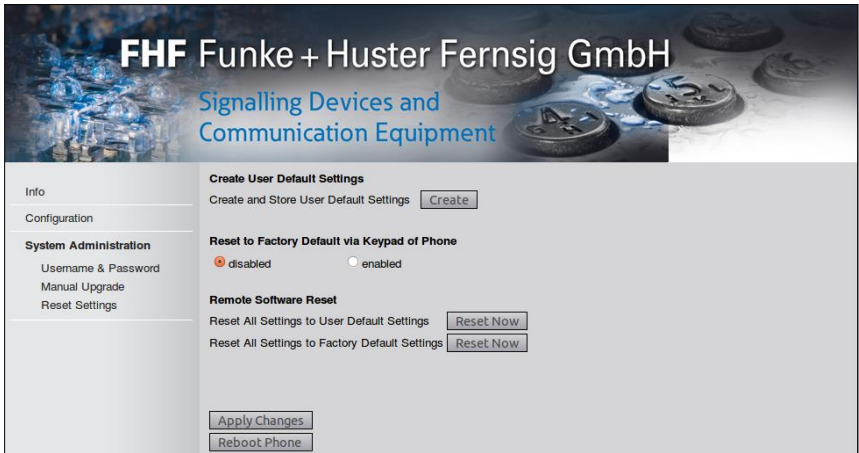 FHF Funke + Huster Fernsig GmbH
Signalling Devices and
Communication Equipment
Info
Configuration
System Administration
Username & Password
Manual Upgrade
Reset Settings
Create User Default Settings
Create and Store User Default Settings Create
Reset to Factory Default via Keypad of Phone
disabled enabled
Remote Software Reset
Reset All Settings to User Default Settings Reset Now
Reset All Settings to Factory Default Settings Reset Now
Apply Changes
Reboot Phone